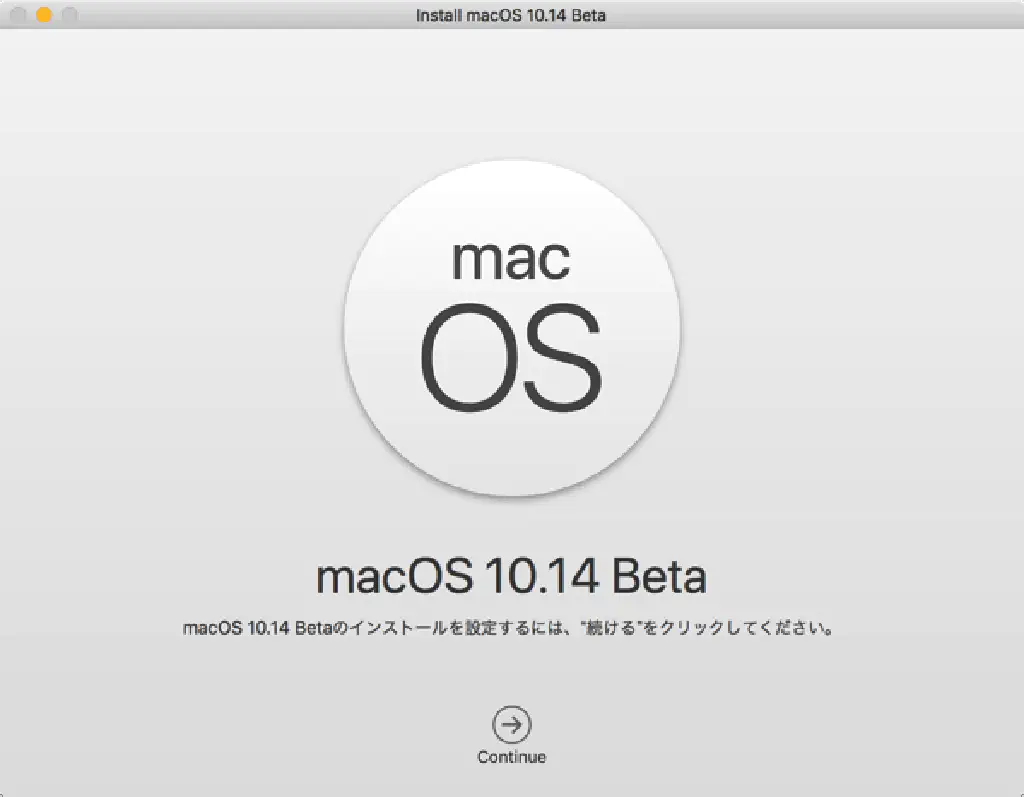 Install macOS 10.14 Beta
mac
OS
macOS 10.14 Beta
macOS 10.14 Betaのインストールを設定するには、"続ける"をクリックしてください。
Continue